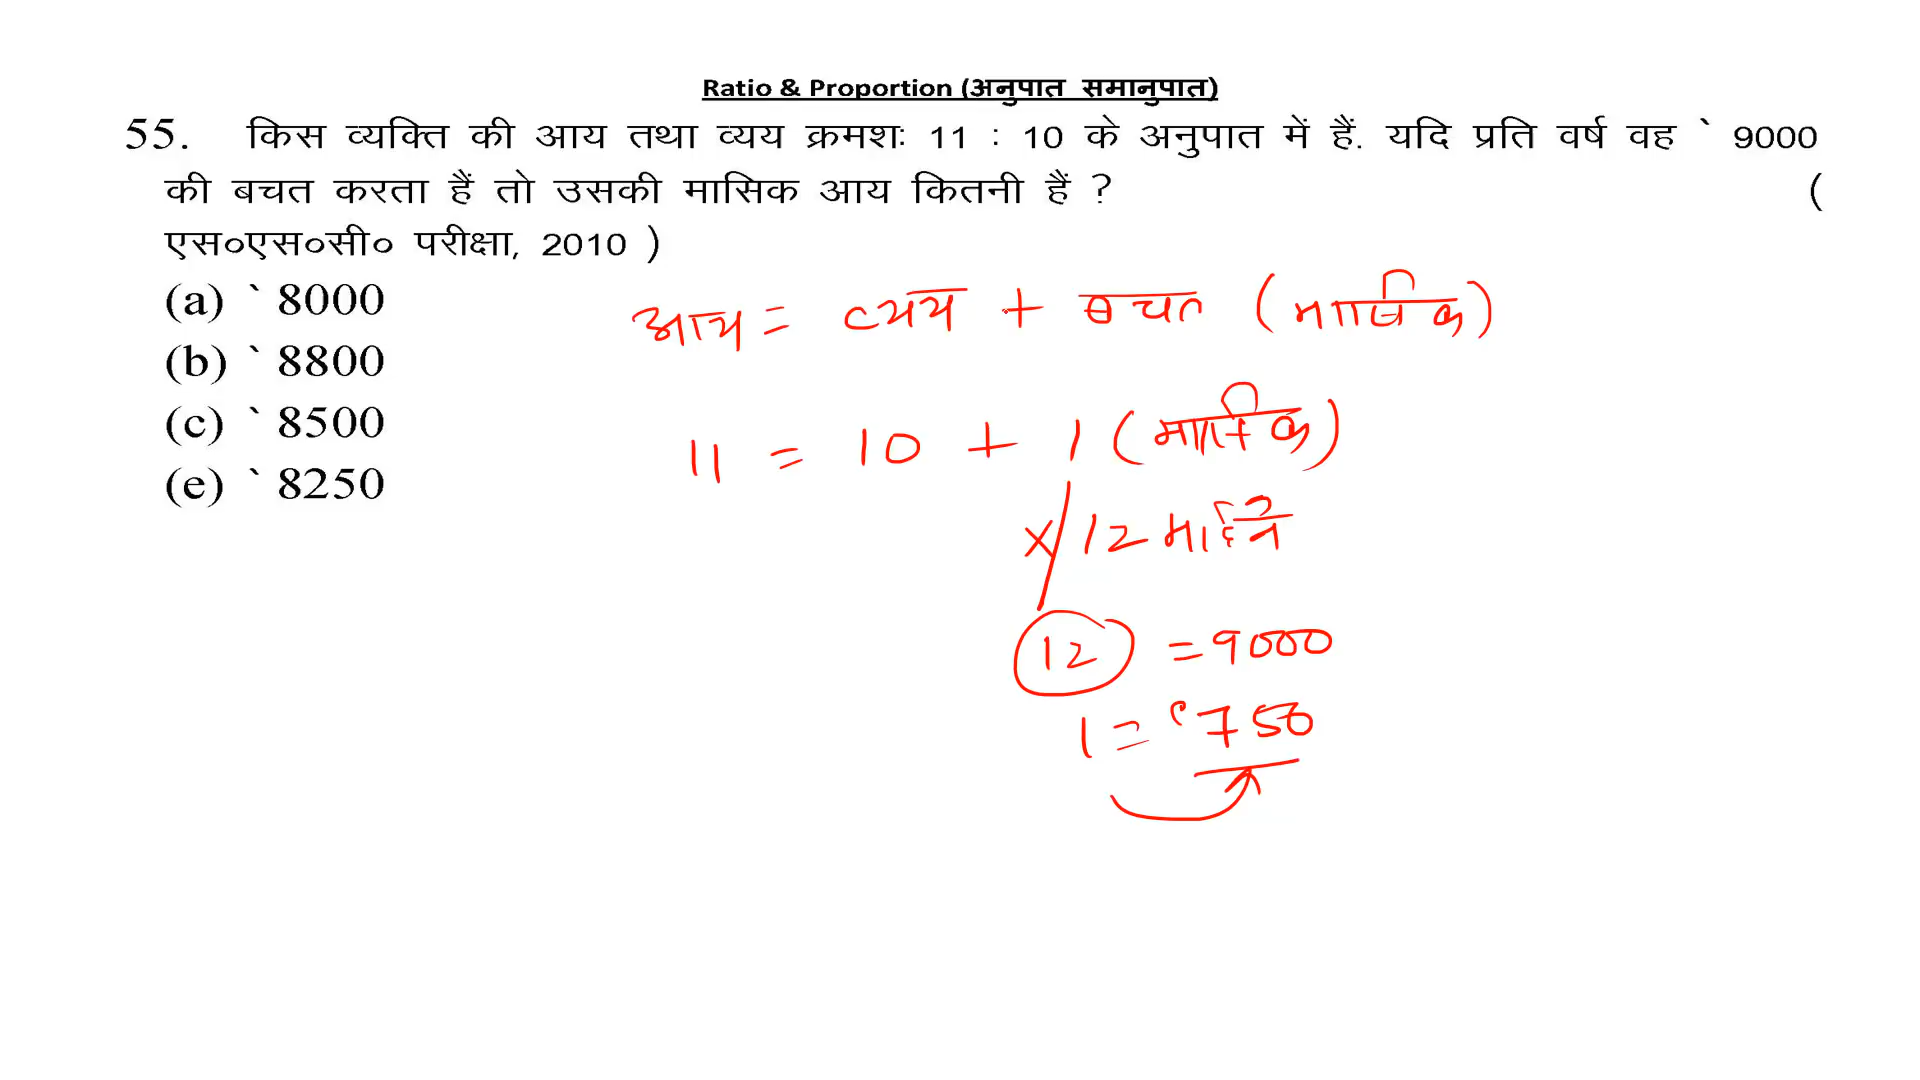 Ratio & Proportion (अनुपात समानुपात)
55. किस व्यक्ति की आय तथा व्यय क्रमशः 11 : 10 के अनुपात में हैं. यदि प्रति वर्ष वह ` 9000
की बचत करता हैं तो उसकी मासिक आय कितनी हैं ? (
एस०एस०सी० परीक्षा, 2010 )
(a) ` 8000
(b) ` 8800
(c) ` 8500
(e) ` 8250
आय = व्यय + बचत (मासिक)
11 = 10 + 1 (मासिक)
× 12 महिने
12 = 9000
1 = 750